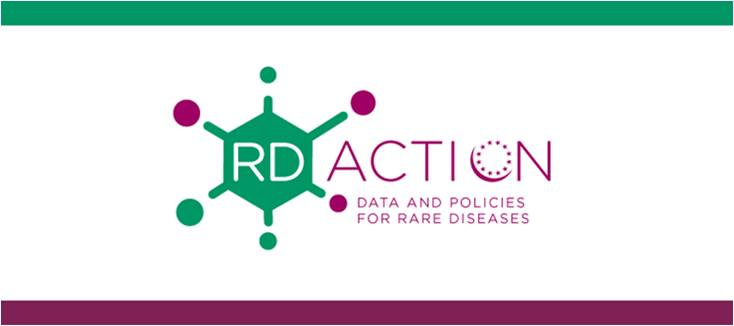 RD ACTION
DATA AND POLICIES
FOR RARE DISEASES